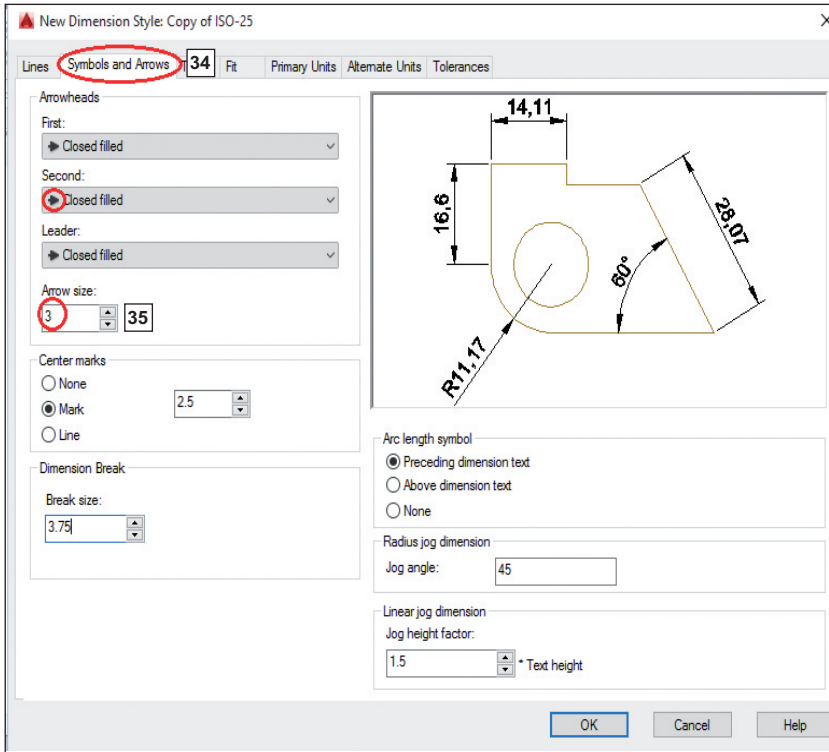 New Dimension Style: Copy of ISO-25
Lines Symbols and Arrows 34 Fit Primary Units Alternate Units Tolerances
Arrowheads
First:
Closed filled
Second:
Closed filled
Leader:
Closed filled
Arrow size:
3 35
Center marks
None
Mark 2.5
Line
Dimension Break
Break size:
3.75
14,11
16,6
28,07
60°
R11,17
Arc length symbol
Preceding dimension text
Above dimension text
None
Radius jog dimension
Jog angle: 45
Linear jog dimension
Jog height factor:
1.5 * Text height
OK Cancel Help